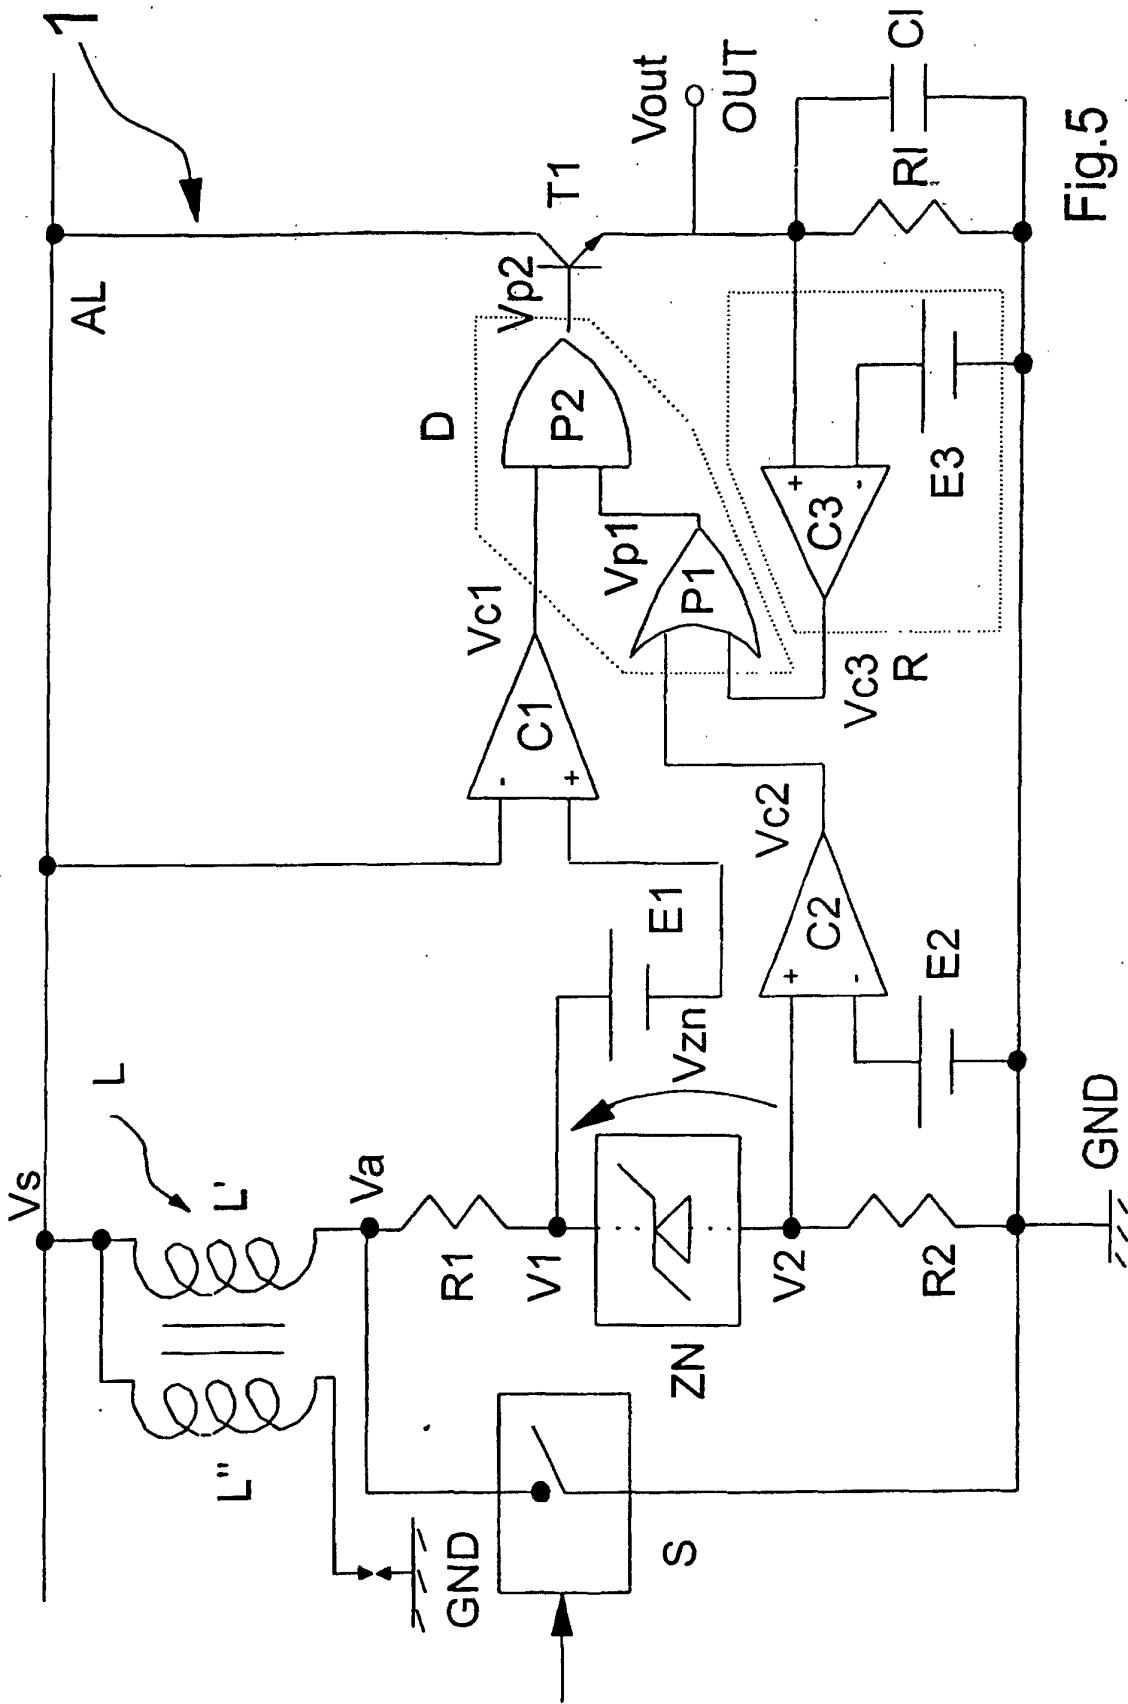 1
AL
Vs
L
L'
L"
Va
GND
S
R1
V1
ZN
Vzn
V2
R2
GND
E1
E2
C1
-
+
Vc1
C2
+
-
Vc2
D
P1
Vp1
P2
Vp2
T1
Vout
OUT
Vc3
R
C3
+
-
E3
RI
CI
Fig.5